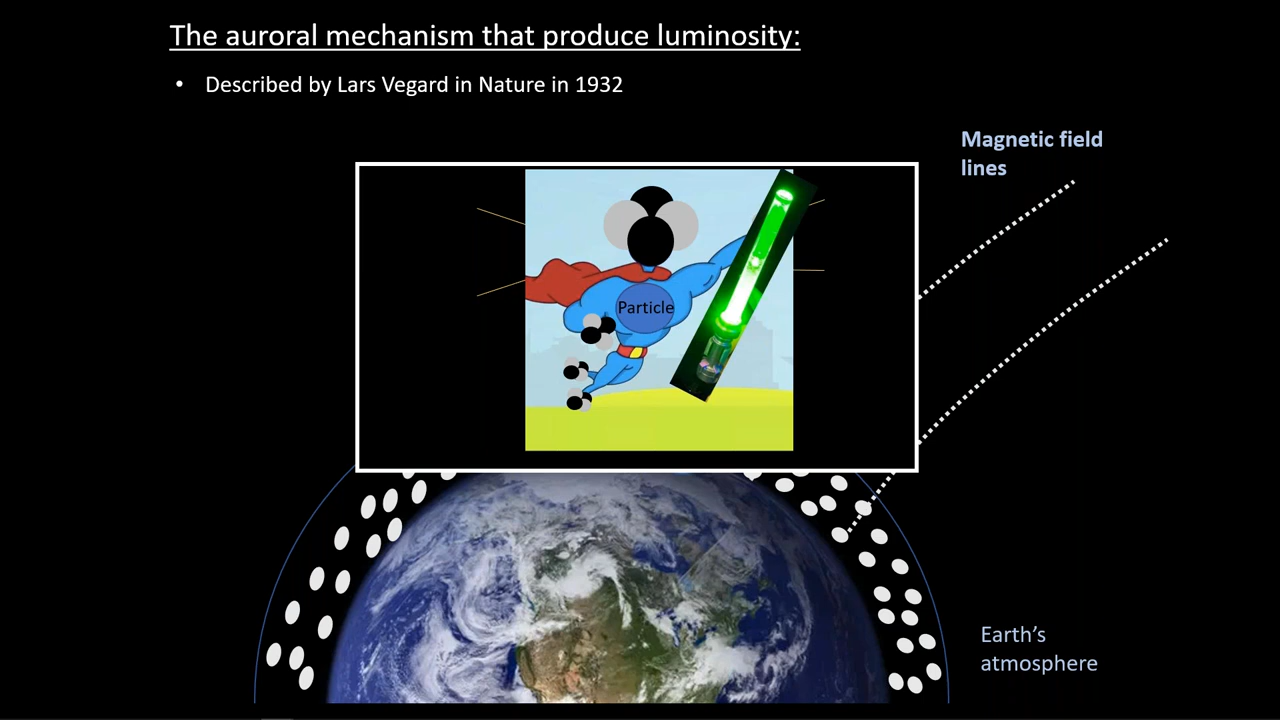 The auroral mechanism that produce luminosity:
• Described by Lars Vegard in Nature in 1932
Magnetic field
lines
Particle
Earth's
atmosphere